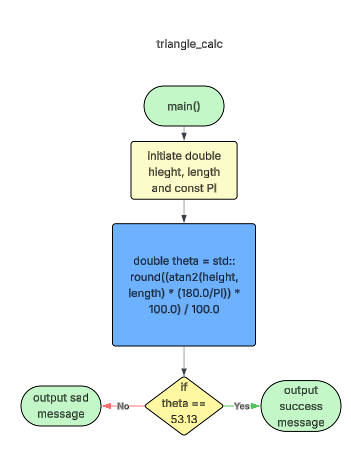 triangle_calc
main()
initiate double
hieght, length
and const PI
double theta = std::
round((atan2(height,
length) * (180.0/PI)) *
100.0) / 100.0
if
theta ==
53.13
output sad
message
No
Yes
output
success
message